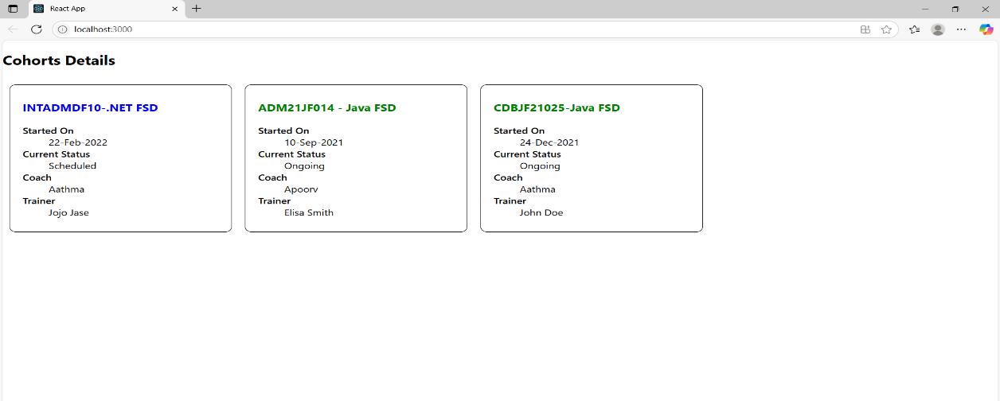 React App
localhost:3000
Cohorts Details
INTADMDF10-.NET FSD
Started On
22-Feb-2022
Current Status
Scheduled
Coach
Aathma
Trainer
Jojo Jase
ADM21JF014 - Java FSD
Started On
10-Sep-2021
Current Status
Ongoing
Coach
Apoorv
Trainer
Elisa Smith
CDBJF21025-Java FSD
Started On
24-Dec-2021
Current Status
Ongoing
Coach
Aathma
Trainer
John Doe